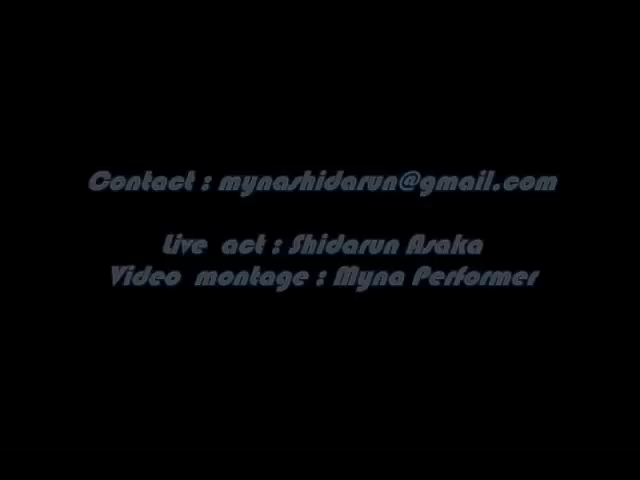 Contact : mynashidarun@gmail.com
Live act : Shidarun Asaka
Video montage : Myna Performer